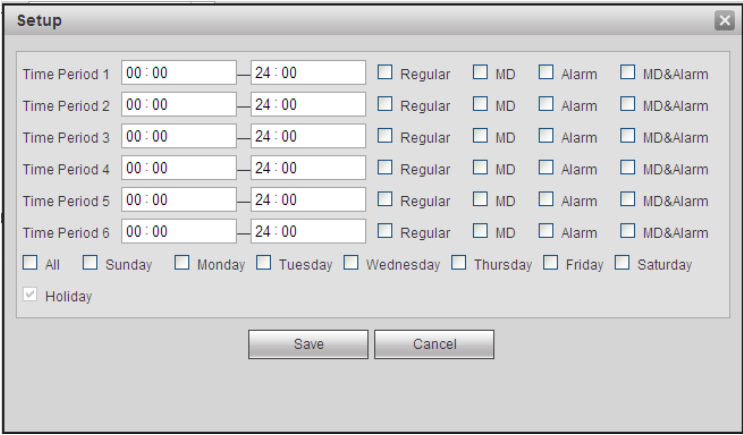 Setup
Time Period 1 00:00 — 24:00 Regular MD Alarm MD&Alarm
Time Period 2 00:00 — 24:00 Regular MD Alarm MD&Alarm
Time Period 3 00:00 — 24:00 Regular MD Alarm MD&Alarm
Time Period 4 00:00 — 24:00 Regular MD Alarm MD&Alarm
Time Period 5 00:00 — 24:00 Regular MD Alarm MD&Alarm
Time Period 6 00:00 — 24:00 Regular MD Alarm MD&Alarm
All Sunday Monday Tuesday Wednesday Thursday Friday Saturday
Holiday
Save Cancel